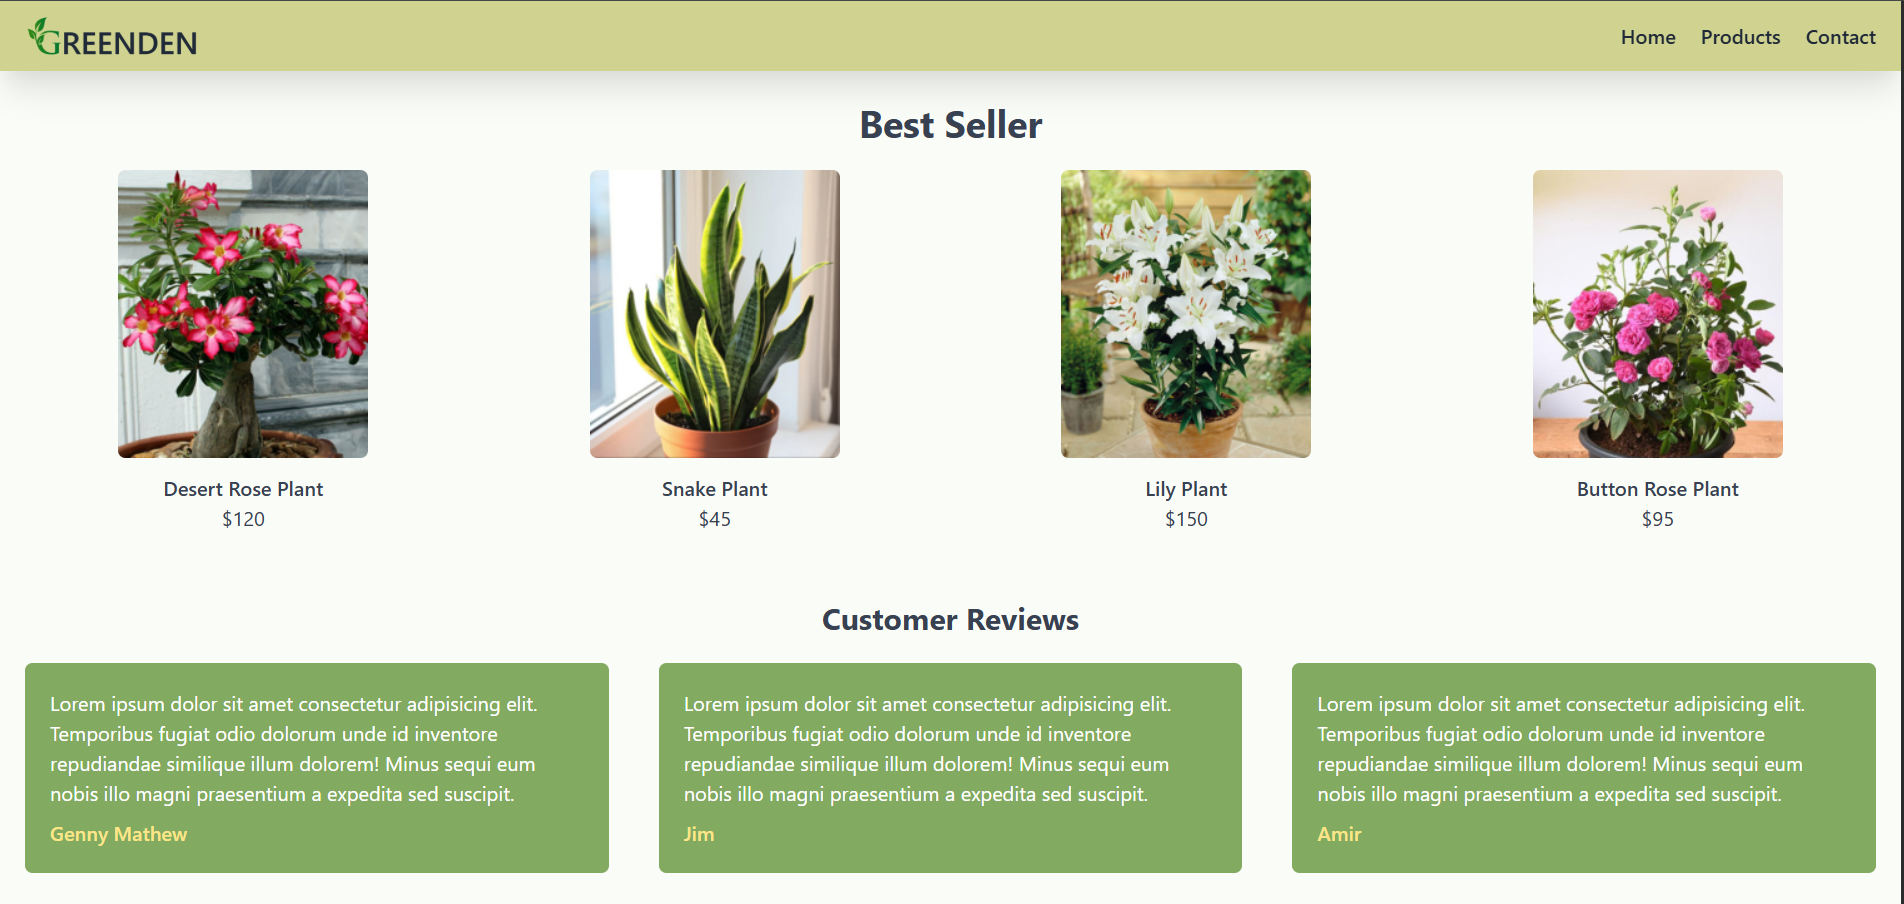 GREENDEN
Home Products Contact
Best Seller
Desert Rose Plant
$120
Snake Plant
$45
Lily Plant
$150
Button Rose Plant
$95
Customer Reviews
Lorem ipsum dolor sit amet consectetur adipisicing elit.
Temporibus fugiat odio dolorum unde id inventore
repudiandae similique illum dolorem! Minus sequi eum
nobis illo magni praesentium a expedita sed suscipit.
Genny Mathew
Lorem ipsum dolor sit amet consectetur adipisicing elit.
Temporibus fugiat odio dolorum unde id inventore
repudiandae similique illum dolorem! Minus sequi eum
nobis illo magni praesentium a expedita sed suscipit.
Jim
Lorem ipsum dolor sit amet consectetur adipisicing elit.
Temporibus fugiat odio dolorum unde id inventore
repudiandae similique illum dolorem! Minus sequi eum
nobis illo magni praesentium a expedita sed suscipit.
Amir